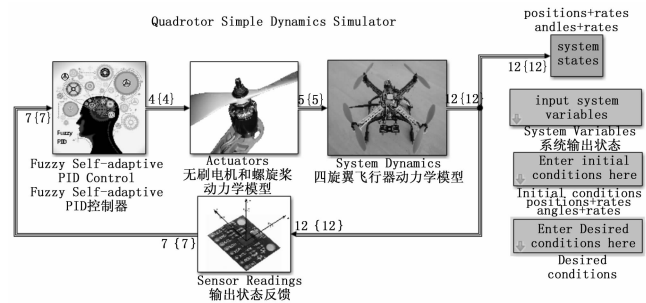 Quadrotor Simple Dynamics Simulator
positions+rates
andles+rates
system
states
12{12}
7{7}
Fuzzy
PID
4{4}
5{5}
12{12}
Fuzzy Self-adaptive
PID Control
Fuzzy Self-adaptive
PID控制器
Actuators
无刷电机和螺旋桨
动力学模型
System Dynamics
四旋翼飞行器动力学模型
input system
variables
System Variables
系统输出状态
Enter initial
conditions here
Initial conditions
positions+rates
angles+rates
Enter Desired
conditions here
Desired
conditions
7 {7}
12 {12}
Sensor Readings
输出状态反馈